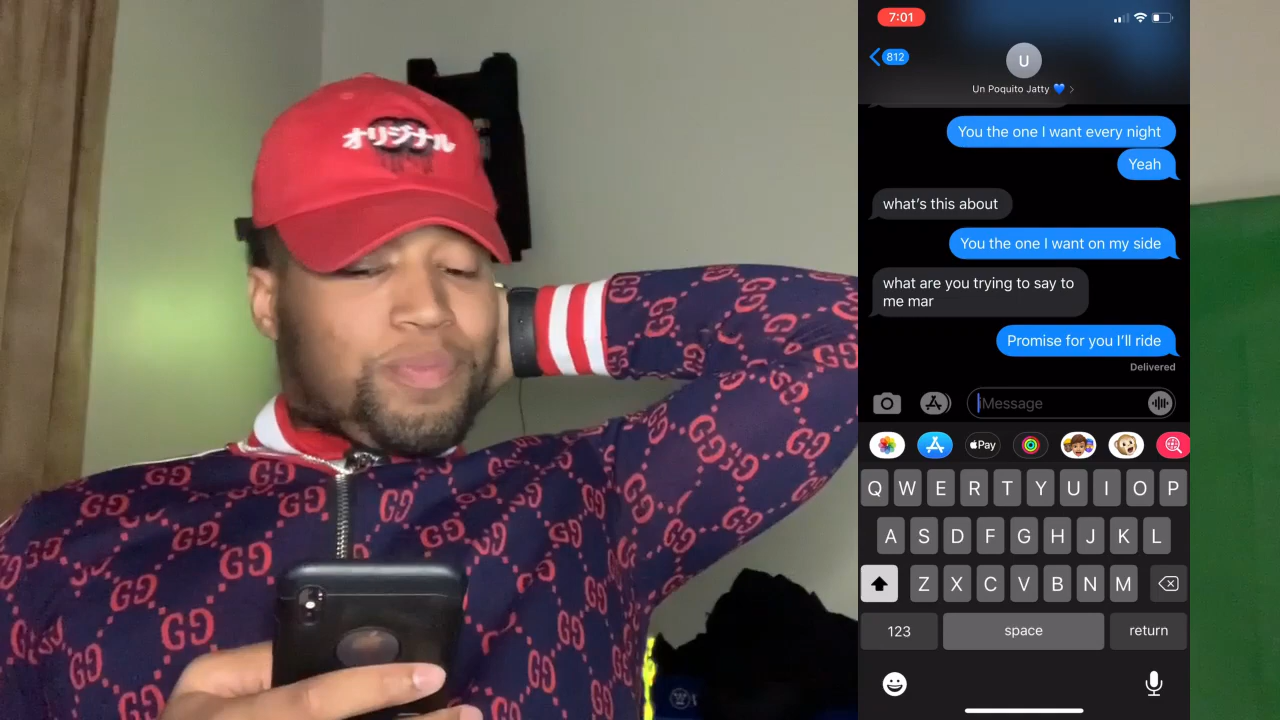 オリジナル
7:01
812
U
Un Poquito Jatty 💙
You the one I want every night
Yeah
what's this about
You the one I want on my side
what are you trying to say to
me mar
Promise for you I'll ride
Delivered
Message
Pay
Q W E R T Y U I O P
A S D F G H J K L
Z X C V B N M
123 space return